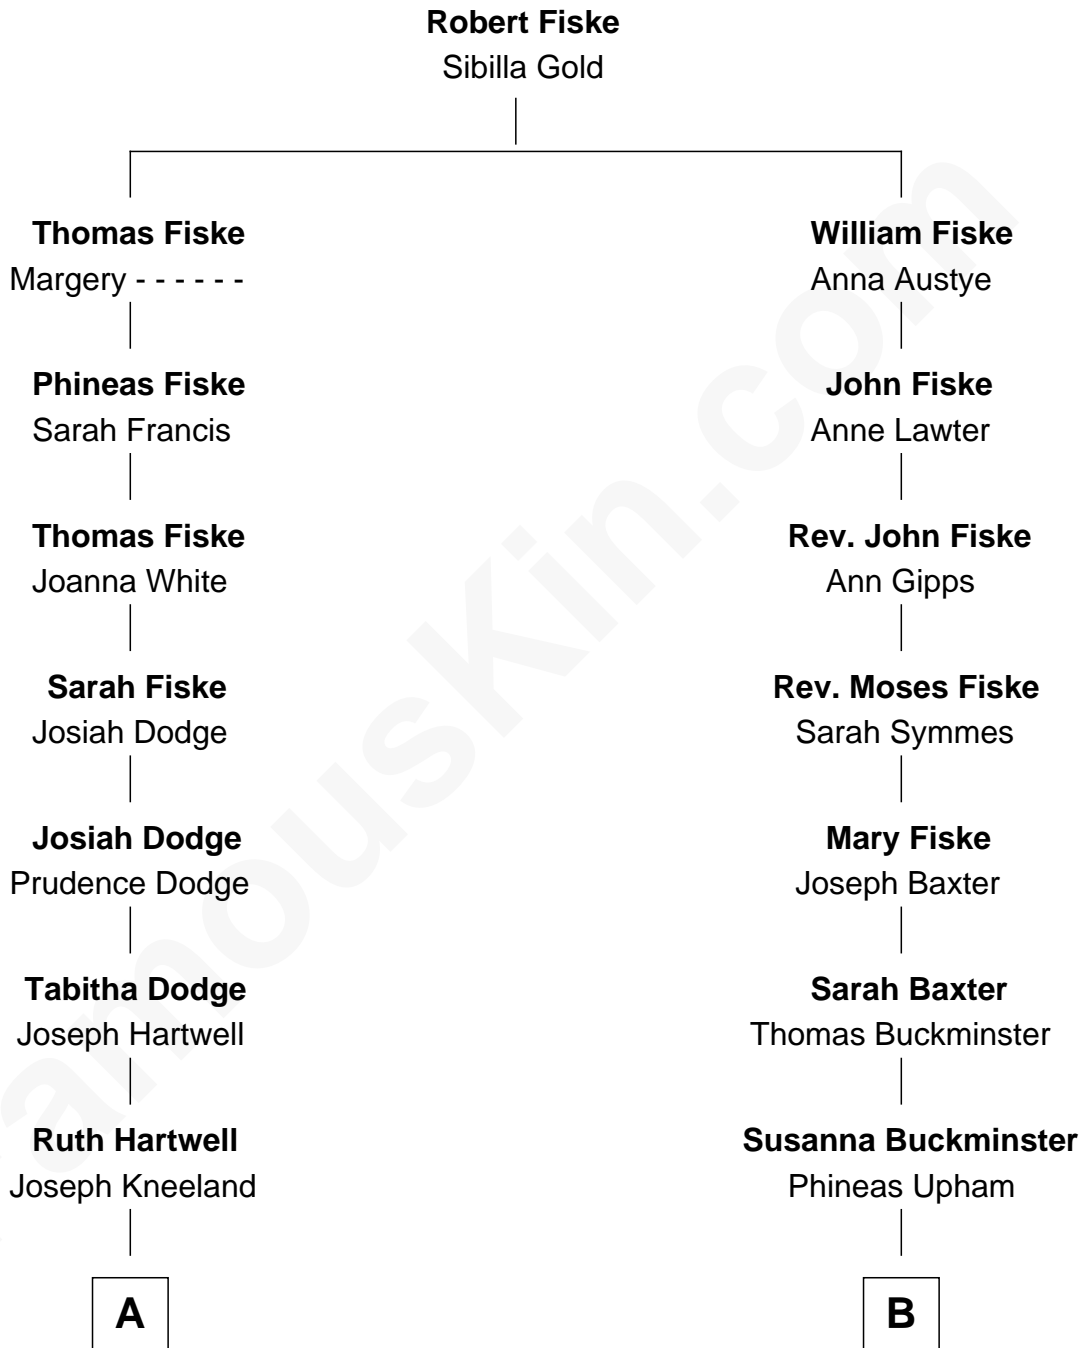 Robert Fiske
Sibilla Gold
Thomas Fiske
Margery - - - - - -
William Fiske
Anna Austye
Phineas Fiske
Sarah Francis
John Fiske
Anne Lawter
Thomas Fiske
Joanna White
Rev. John Fiske
Ann Gipps
Sarah Fiske
Josiah Dodge
Rev. Moses Fiske
Sarah Symmes
Josiah Dodge
Prudence Dodge
Mary Fiske
Joseph Baxter
Tabitha Dodge
Joseph Hartwell
Sarah Baxter
Thomas Buckminster
Ruth Hartwell
Joseph Kneeland
Susanna Buckminster
Phineas Upham
A
B
amouskin.com